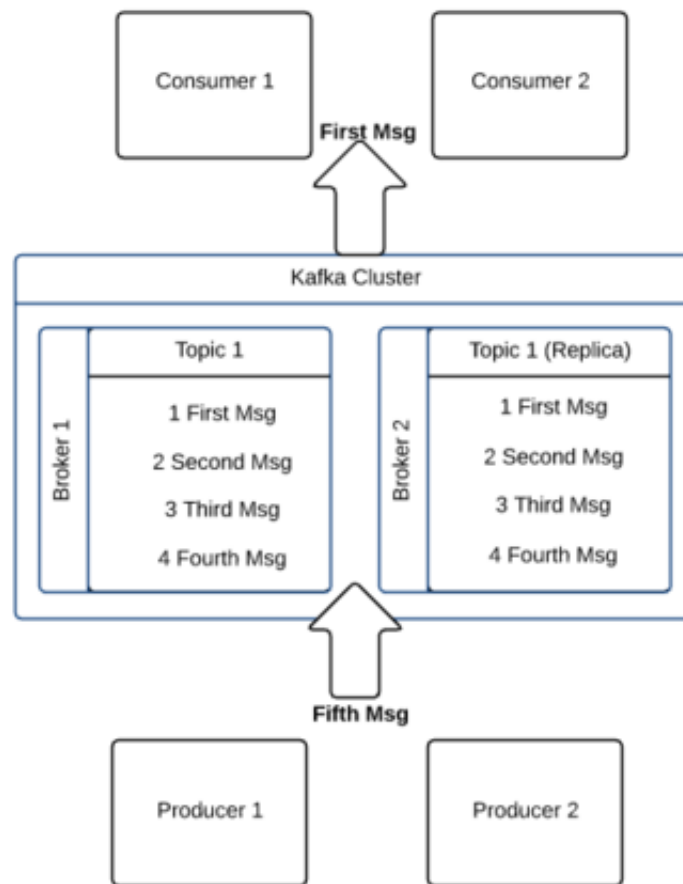 Consumer 1
Consumer 2
First Msg
Kafka Cluster
Broker 1
Topic 1
1 First Msg
2 Second Msg
3 Third Msg
4 Fourth Msg
Broker 2
Topic 1 (Replica)
1 First Msg
2 Second Msg
3 Third Msg
4 Fourth Msg
Fifth Msg
Producer 1
Producer 2